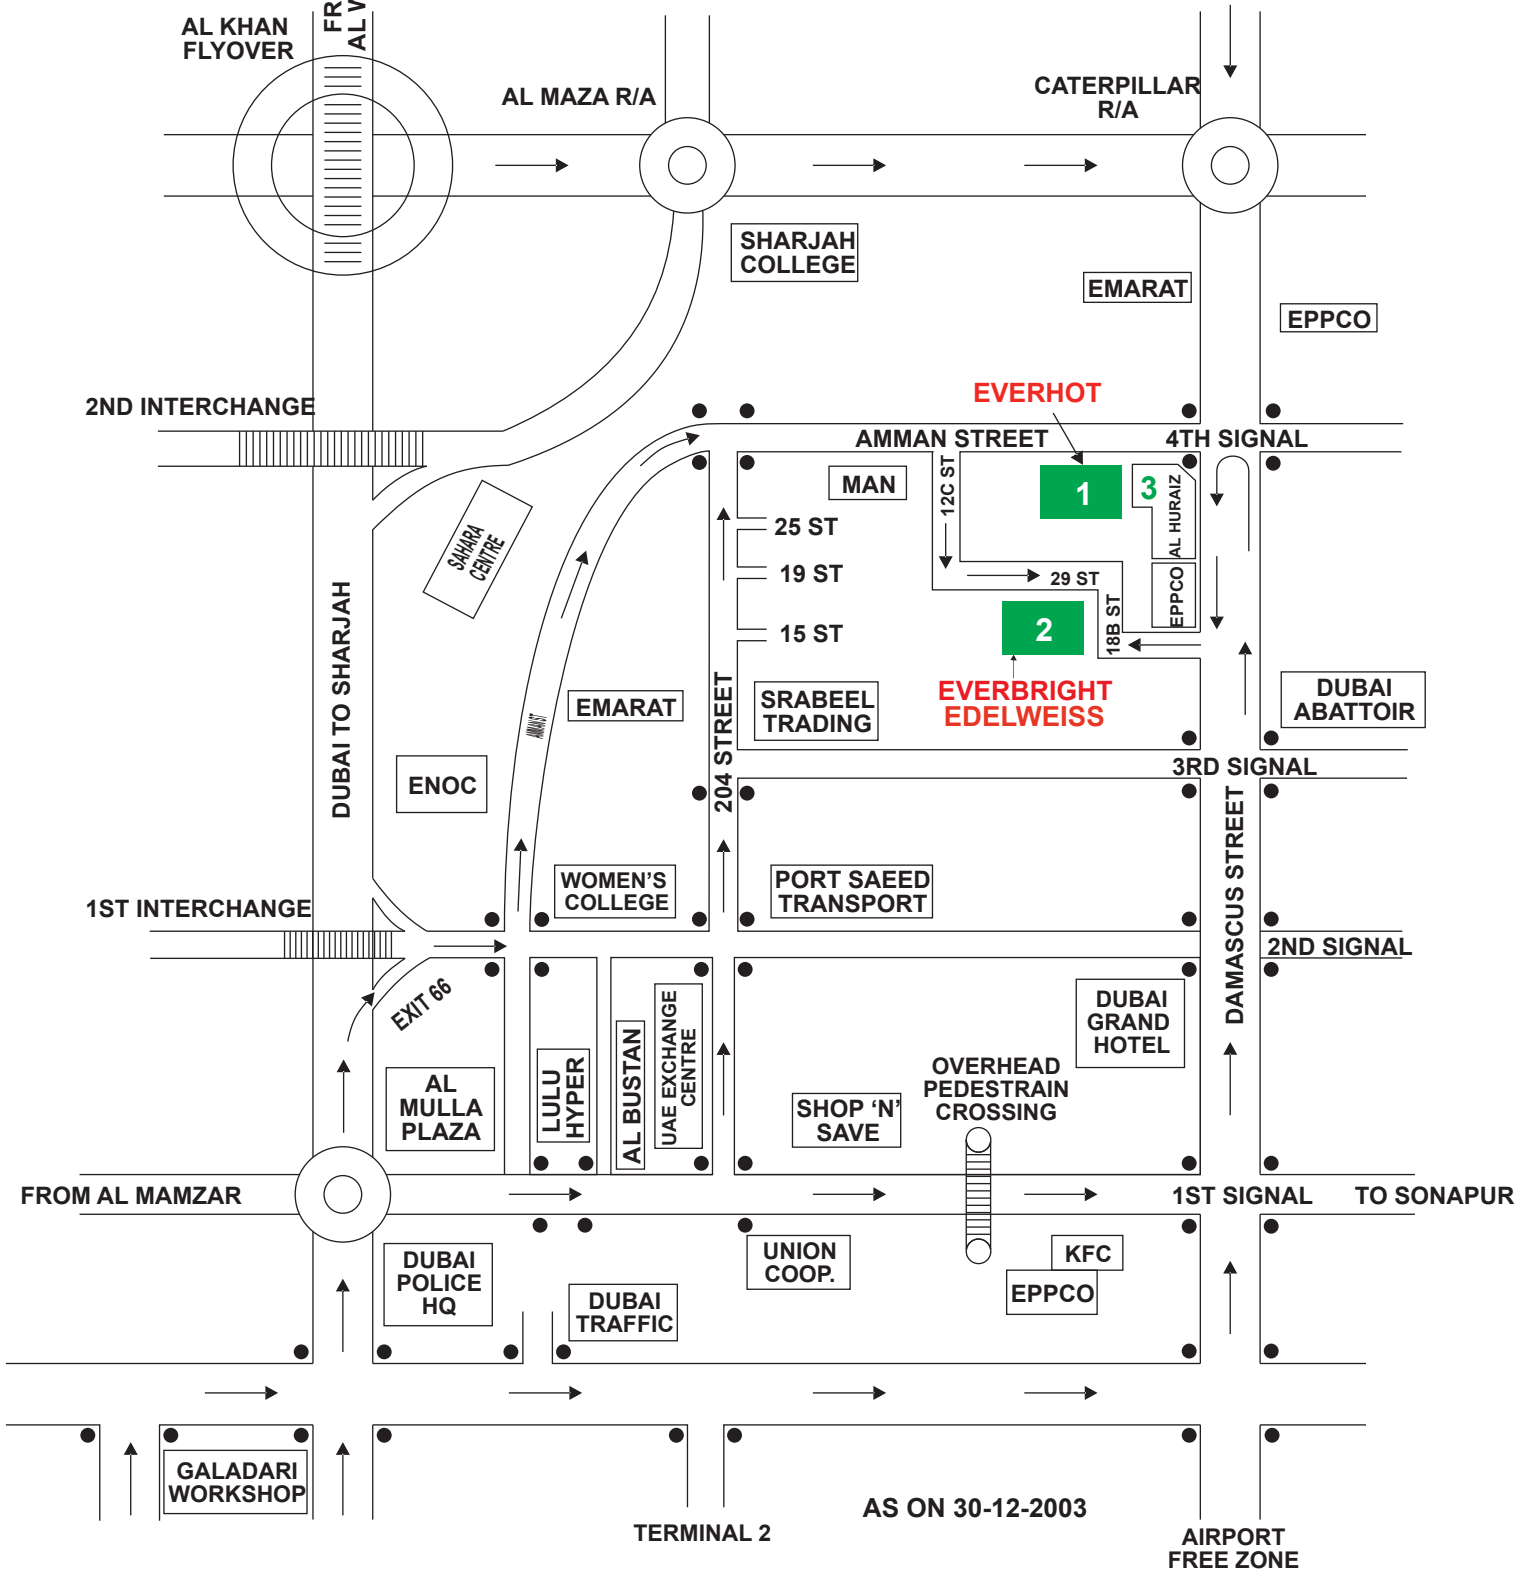 FR
AL
AL KHAN
FLYOVER
AL MAZA R/A
CATERPILLAR
R/A
SHARJAH
COLLEGE
EMARAT
EPPCO
2ND INTERCHANGE
EVERHOT
AMMAN STREET
4TH SIGNAL
MAN
12C ST
1
3
AL HURAIZ
SAHARA
CENTRE
25 ST
19 ST
29 ST
EPPCO
15 ST
2
18B ST
DUBAI TO SHARJAH
EMARAT
AMMAN ST
204 STREET
SRABEEL
TRADING
EVERBRIGHT
EDELWEISS
DUBAI
ABATTOIR
ENOC
3RD SIGNAL
DAMASCUS STREET
WOMEN'S
COLLEGE
PORT SAEED
TRANSPORT
1ST INTERCHANGE
2ND SIGNAL
EXIT 66
DUBAI
GRAND
HOTEL
AL
MULLA
PLAZA
LULU
HYPER
AL BUSTAN
UAE EXCHANGE
CENTRE
SHOP ‘N’
SAVE
OVERHEAD
PEDESTRAIN
CROSSING
FROM AL MAMZAR
1ST SIGNAL
TO SONAPUR
DUBAI
POLICE
HQ
DUBAI
TRAFFIC
UNION
COOP.
KFC
EPPCO
GALADARI
WORKSHOP
TERMINAL 2
AS ON 30-12-2003
AIRPORT
FREE ZONE